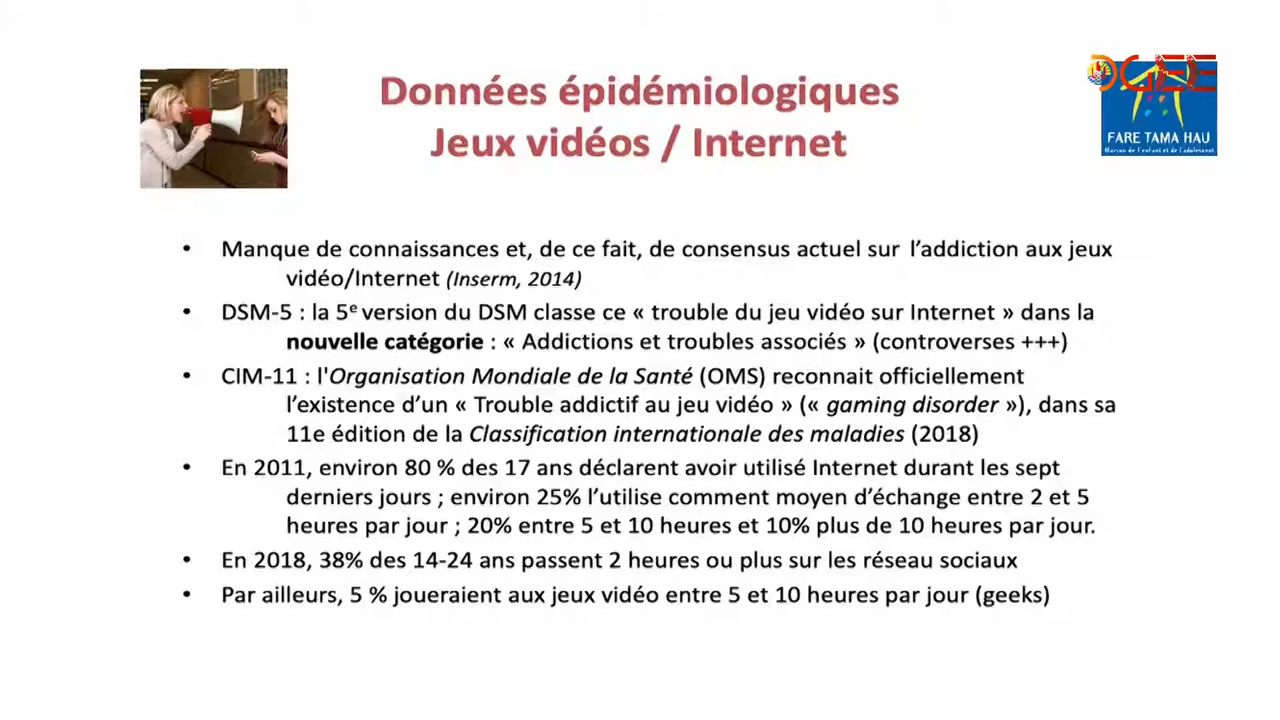 Données épidémiologiques
Jeux vidéos / Internet
DGEE
FARE TAMA HAU
Maison de l'enfant et de l'adolescent
• Manque de connaissances et, de ce fait, de consensus actuel sur l'addiction aux jeux
vidéo/Internet (Inserm, 2014)
• DSM-5 : la 5e version du DSM classe ce « trouble du jeu vidéo sur Internet » dans la
nouvelle catégorie : « Addictions et troubles associés » (controverses +++)
• CIM-11 : l'Organisation Mondiale de la Santé (OMS) reconnait officiellement
l'existence d'un « Trouble addictif au jeu vidéo » (« gaming disorder »), dans sa
11e édition de la Classification internationale des maladies (2018)
• En 2011, environ 80 % des 17 ans déclarent avoir utilisé Internet durant les sept
derniers jours ; environ 25% l'utilise comment moyen d'échange entre 2 et 5
heures par jour ; 20% entre 5 et 10 heures et 10% plus de 10 heures par jour.
• En 2018, 38% des 14-24 ans passent 2 heures ou plus sur les réseau sociaux
• Par ailleurs, 5 % joueraient aux jeux vidéo entre 5 et 10 heures par jour (geeks)